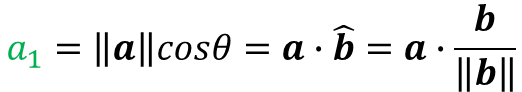 a₁ = ‖a‖cosθ = a · b̂ = a · b/‖b‖